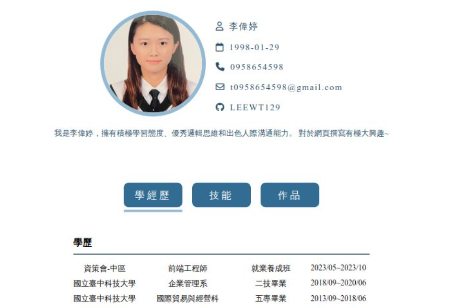 李偉婷
1998-01-29
0958654598
t0958654598@gmail.com
LEEWT129
我是李偉婷，擁有積極學習態度、優秀邏輯思維和出色人際溝通能力。 對於網頁撰寫有極大興趣~
學經歷 技能 作品
學歷
資策會-中區 前端工程師 就業養成班 2023/05~2023/10
國立臺中科技大學 企業管理系 二技畢業 2018/09~2020/06
國立臺中科技大學 國際貿易與經營科 五專畢業 2013/09~2018/06